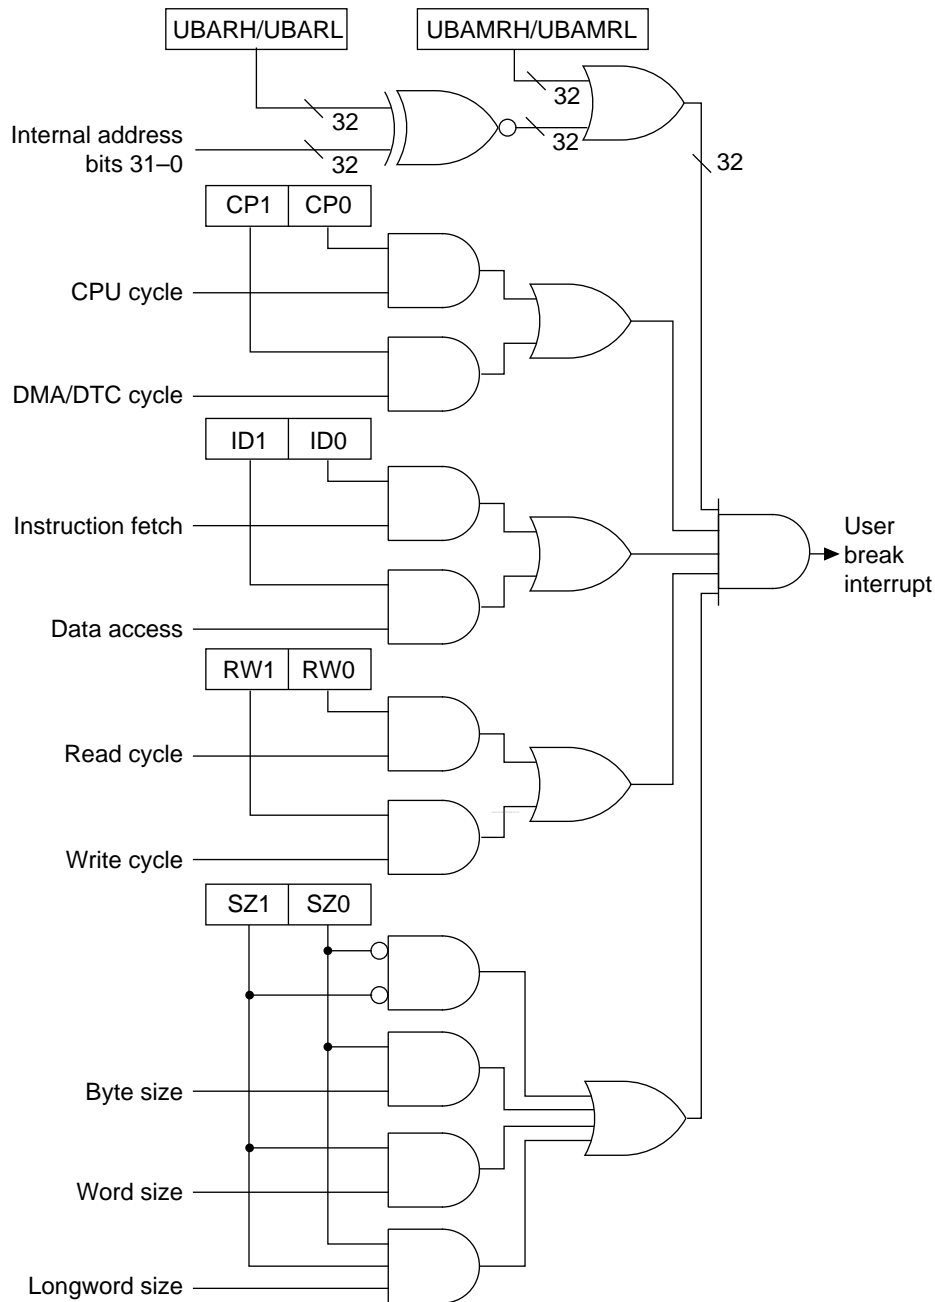 UBARH/UBARL
UBAMRH/UBAMRL
32
32
32
32
32
Internal address
bits 31–0
CP1 CP0
CPU cycle
DMA/DTC cycle
ID1 ID0
Instruction fetch
Data access
User
break
interrupt
RW1 RW0
Read cycle
Write cycle
SZ1 SZ0
Byte size
Word size
Longword size